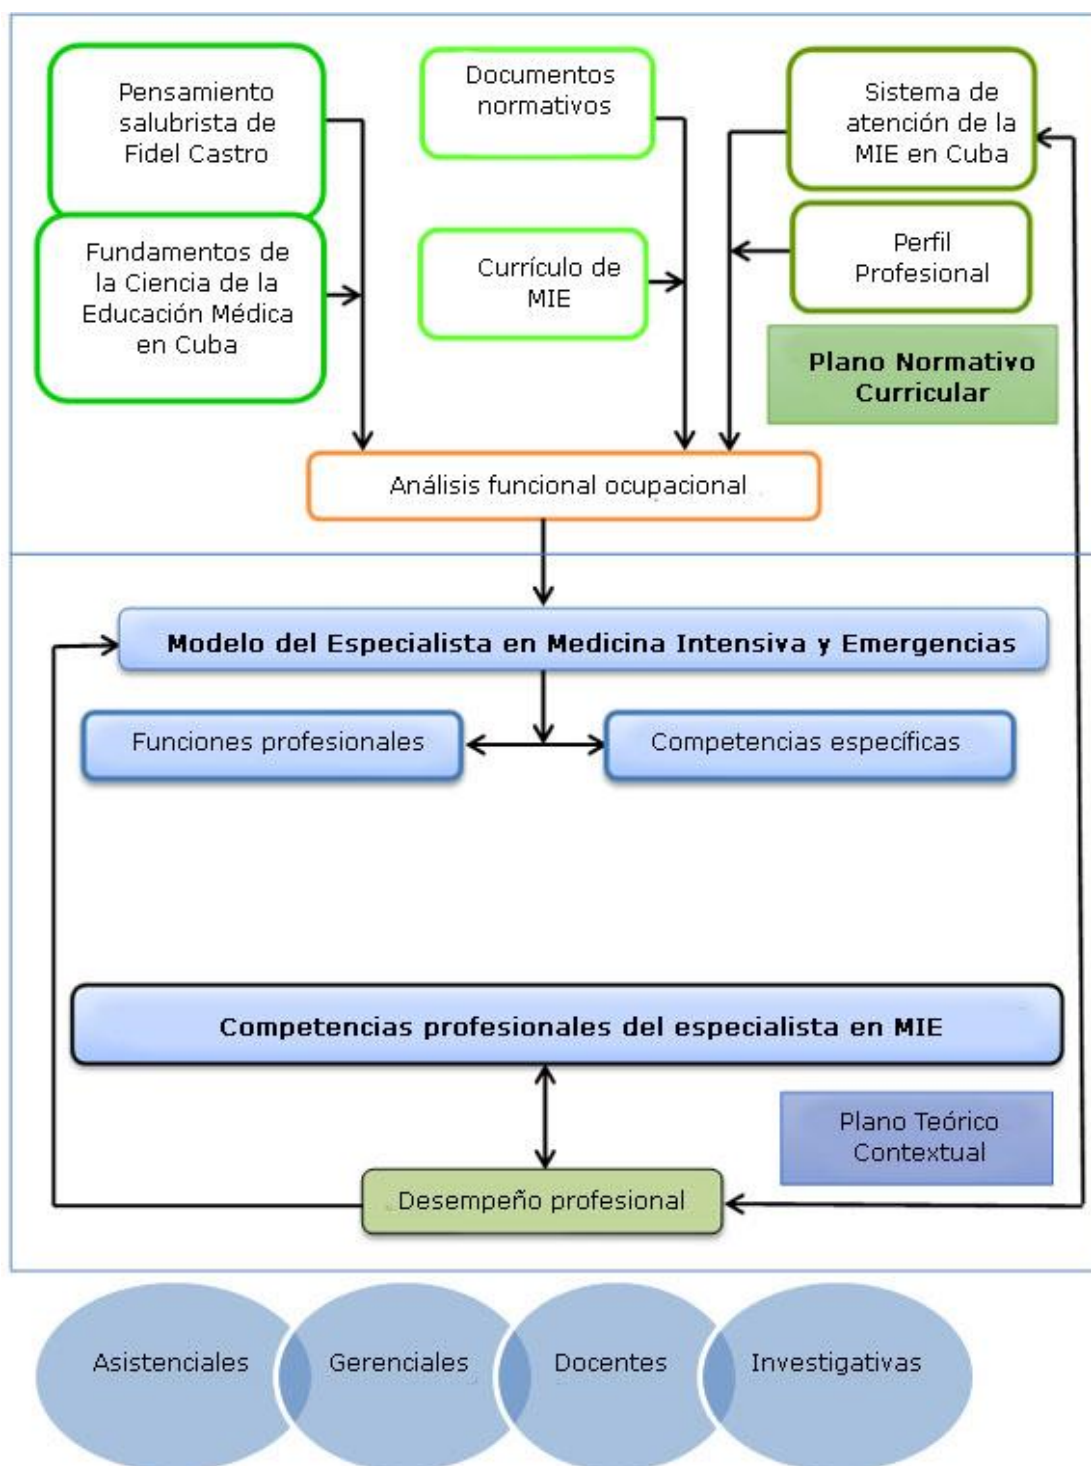 Pensamiento
salubrista de
Fidel Castro
Documentos
normativos
Sistema de
atención de la
MIE en Cuba
Fundamentos de
la Ciencia de la
Educación Médica
en Cuba
Currículo de
MIE
Perfil
Profesional
Plano Normativo
Curricular
Análisis funcional ocupacional
Modelo del Especialista en Medicina Intensiva y Emergencias
Funciones profesionales
Competencias específicas
Competencias profesionales del especialista en MIE
Plano Teórico
Contextual
Desempeño profesional
Asistenciales
Gerenciales
Docentes
Investigativas